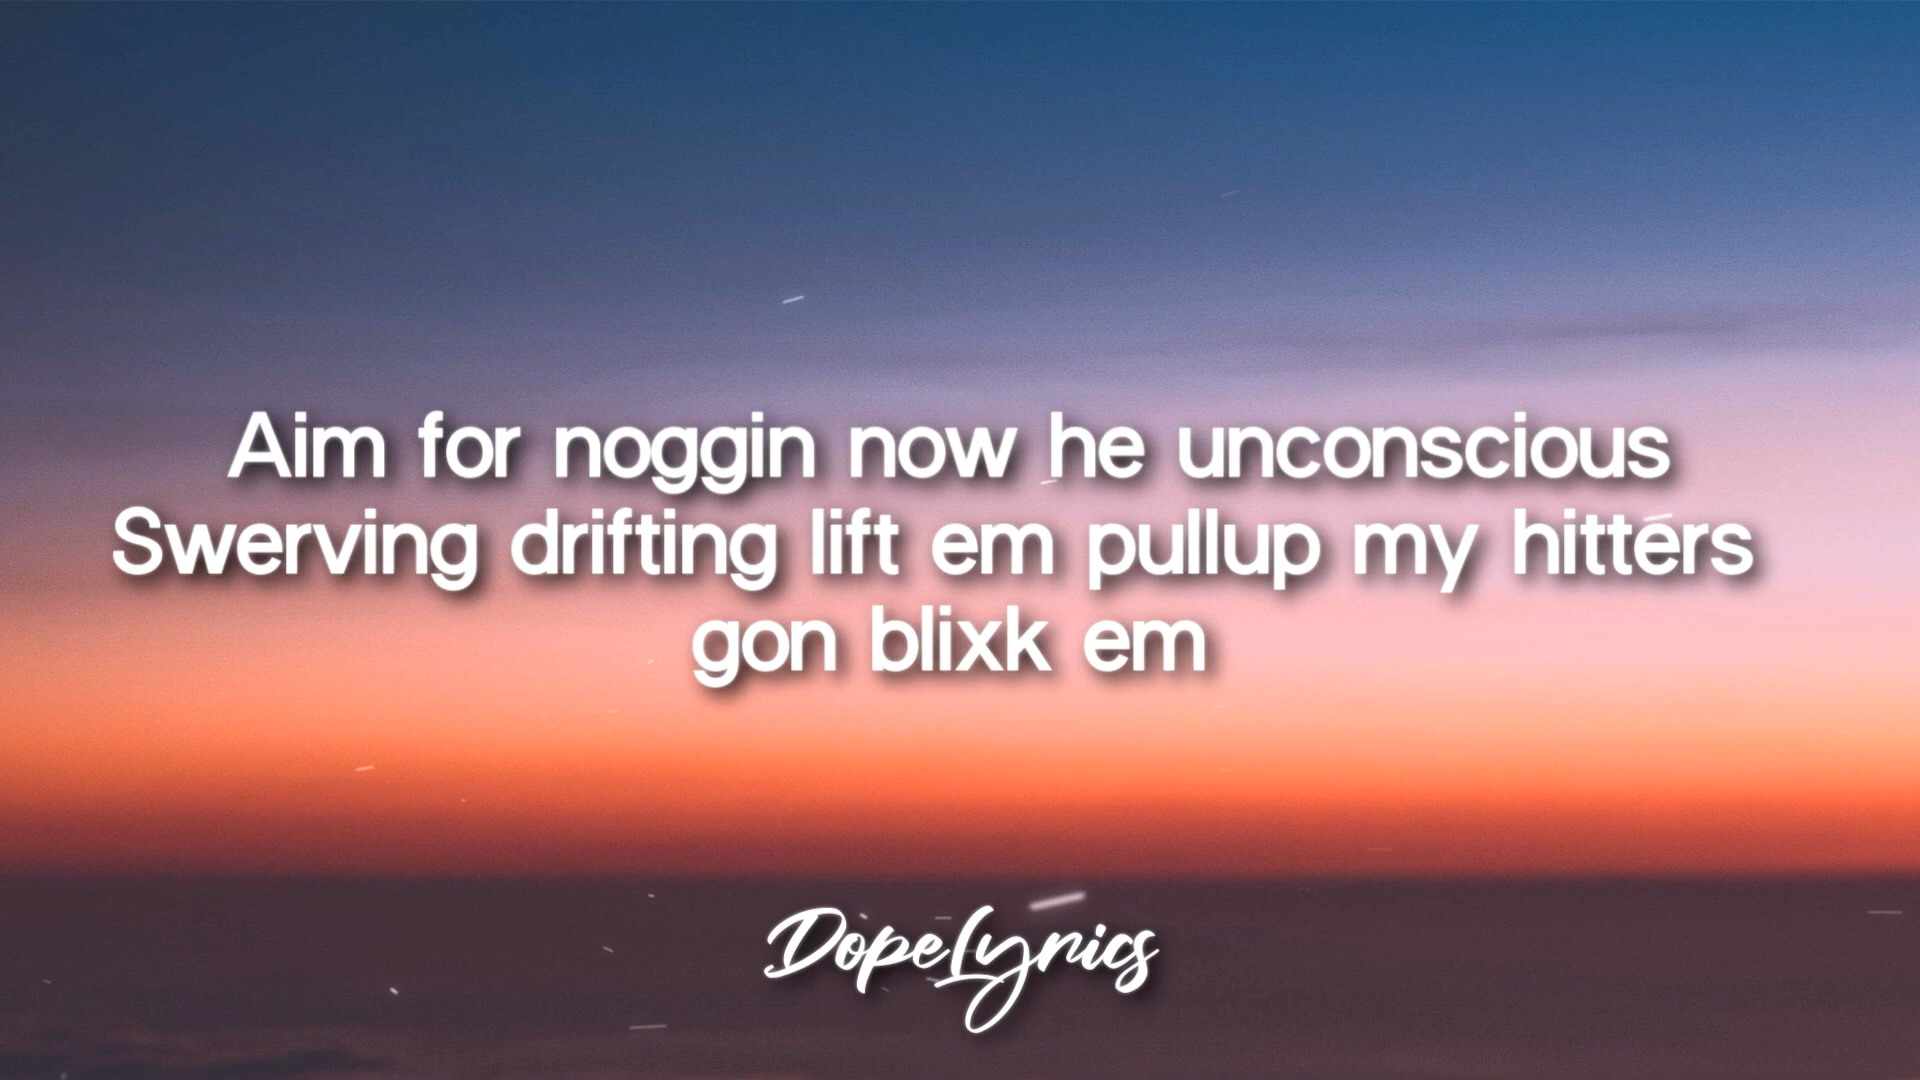 Aim for noggin now he unconscious
Swerving drifting lift em pullup my hitters
gon blixk em
DopeLyrics